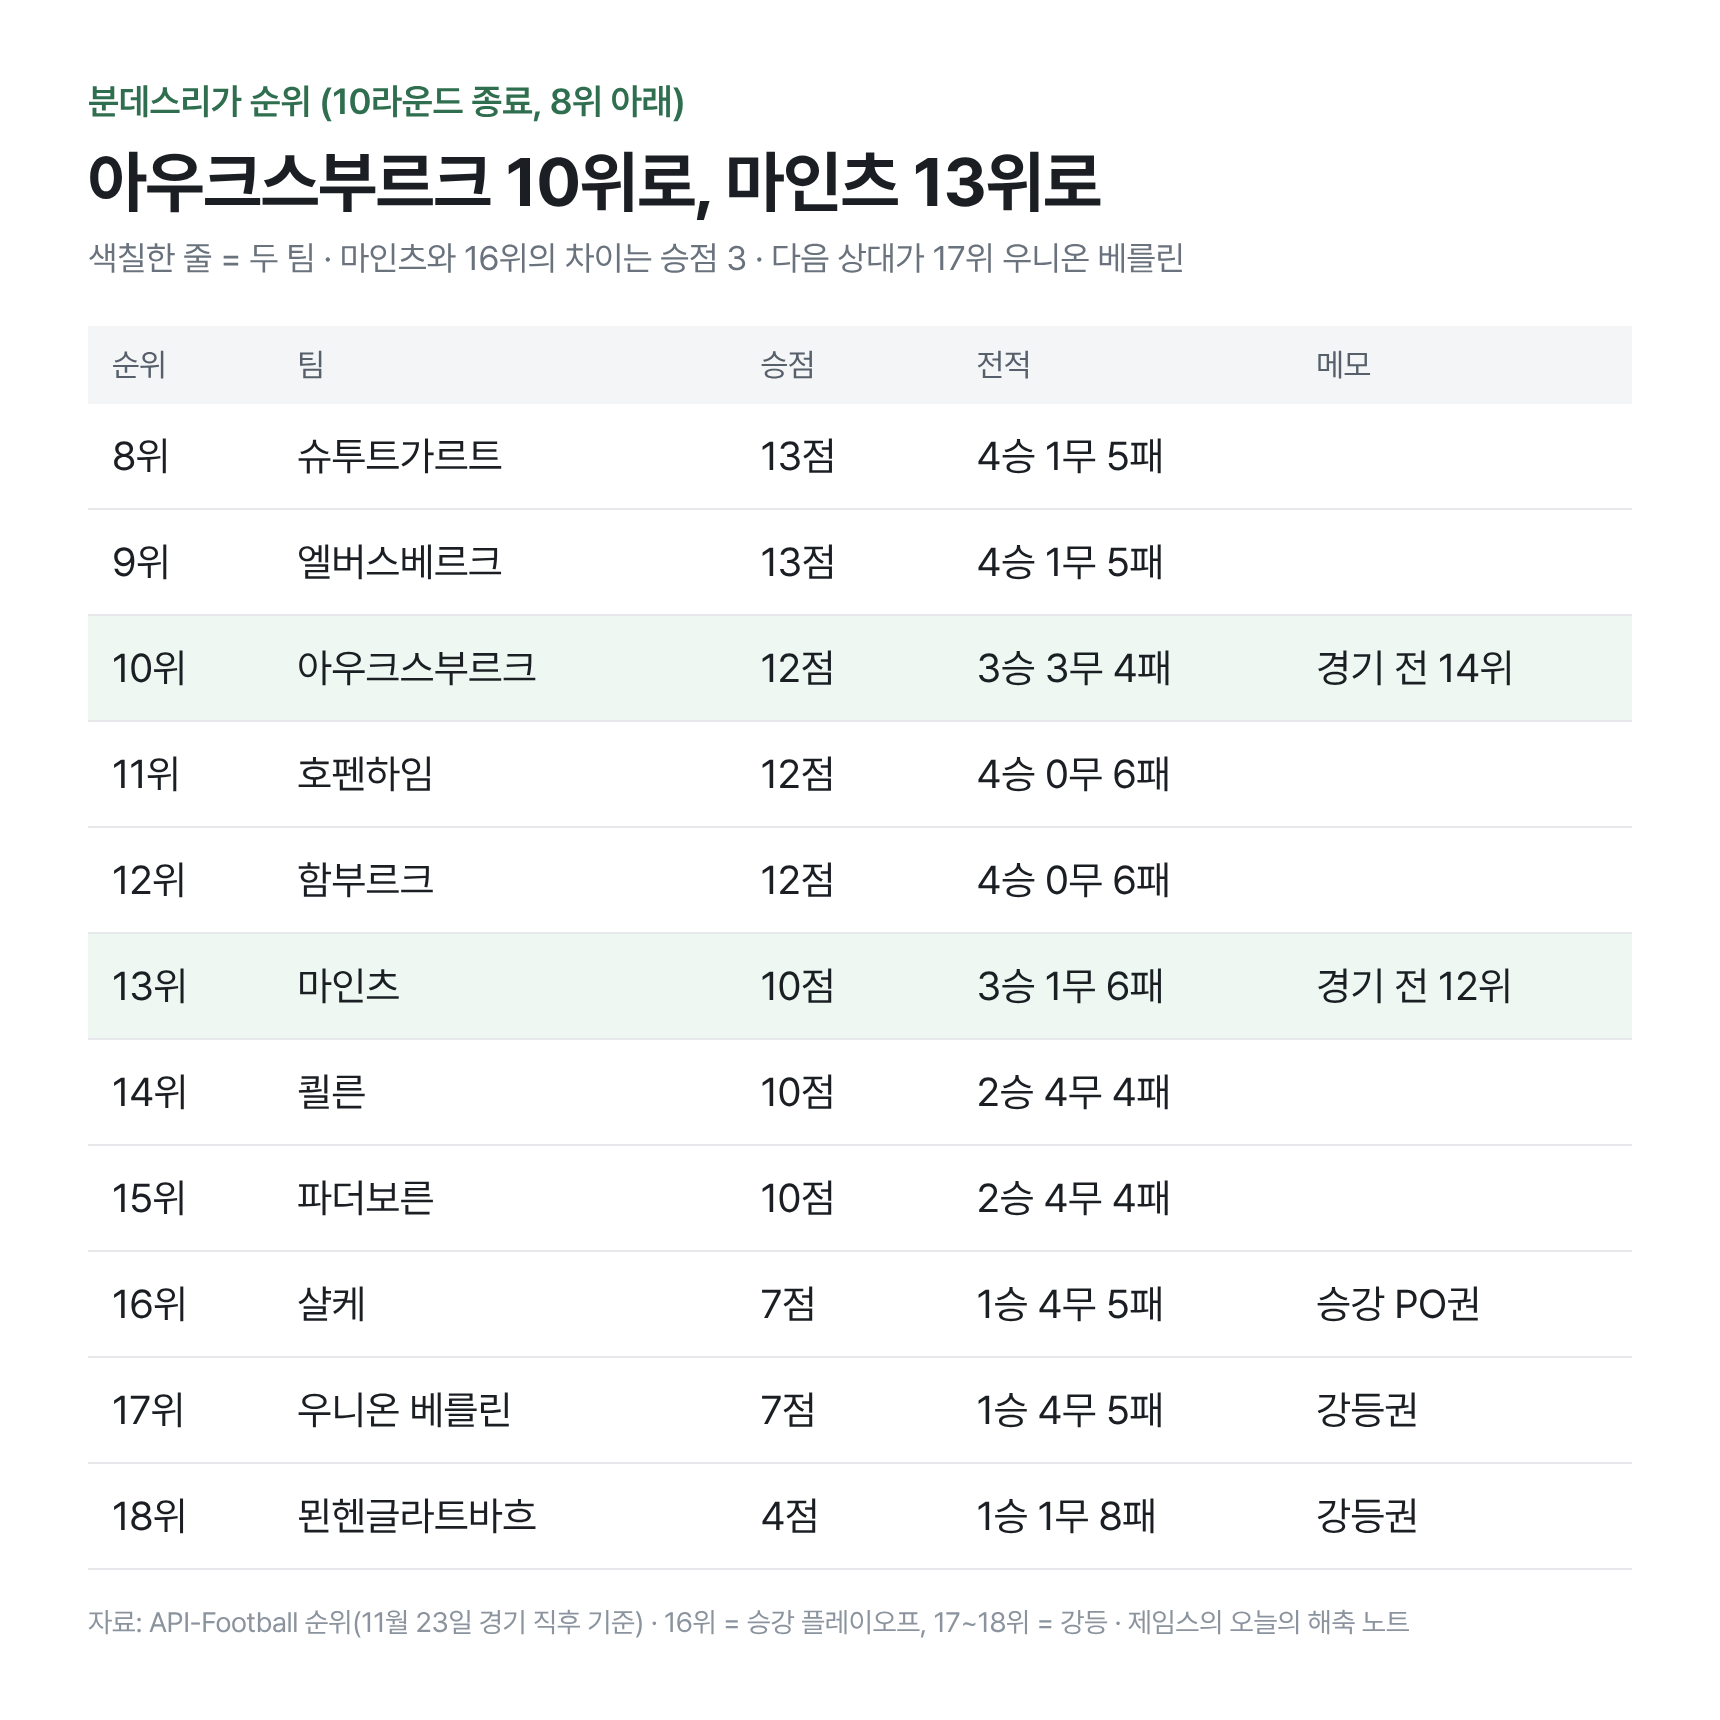 분데스리가 순위 (10라운드 종료, 8위 아래)
아우크스부르크 10위로, 마인츠 13위로
색칠한 줄 = 두 팀 · 마인츠와 16위의 차이는 승점 3 · 다음 상대가 17위 우니온 베를린
순위 팀 승점 전적 메모
8위 슈투트가르트 13점 4승 1무 5패
9위 엘버스베르크 13점 4승 1무 5패
10위 아우크스부르크 12점 3승 3무 4패 경기 전 14위
11위 호펜하임 12점 4승 0무 6패
12위 함부르크 12점 4승 0무 6패
13위 마인츠 10점 3승 1무 6패 경기 전 12위
14위 쾰른 10점 2승 4무 4패
15위 파더보른 10점 2승 4무 4패
16위 샬케 7점 1승 4무 5패 승강 PO권
17위 우니온 베를린 7점 1승 4무 5패 강등권
18위 묀헨글라트바흐 4점 1승 1무 8패 강등권
자료: API-Football 순위(11월 23일 경기 직후 기준) · 16위 = 승강 플레이오프, 17~18위 = 강등 · 제임스의 오늘의 해축 노트